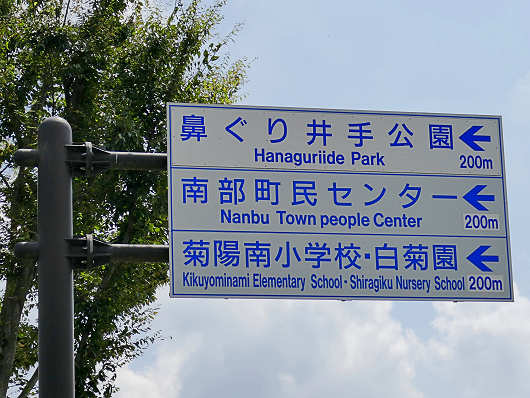 鼻ぐり井手公園 ←
Hanaguriide Park 200m
南部町民センター ←
Nanbu Town people Center 200m
菊陽南小学校・白菊園 ←
Kikuyominami Elementary School・Shiragiku Nursery School 200m